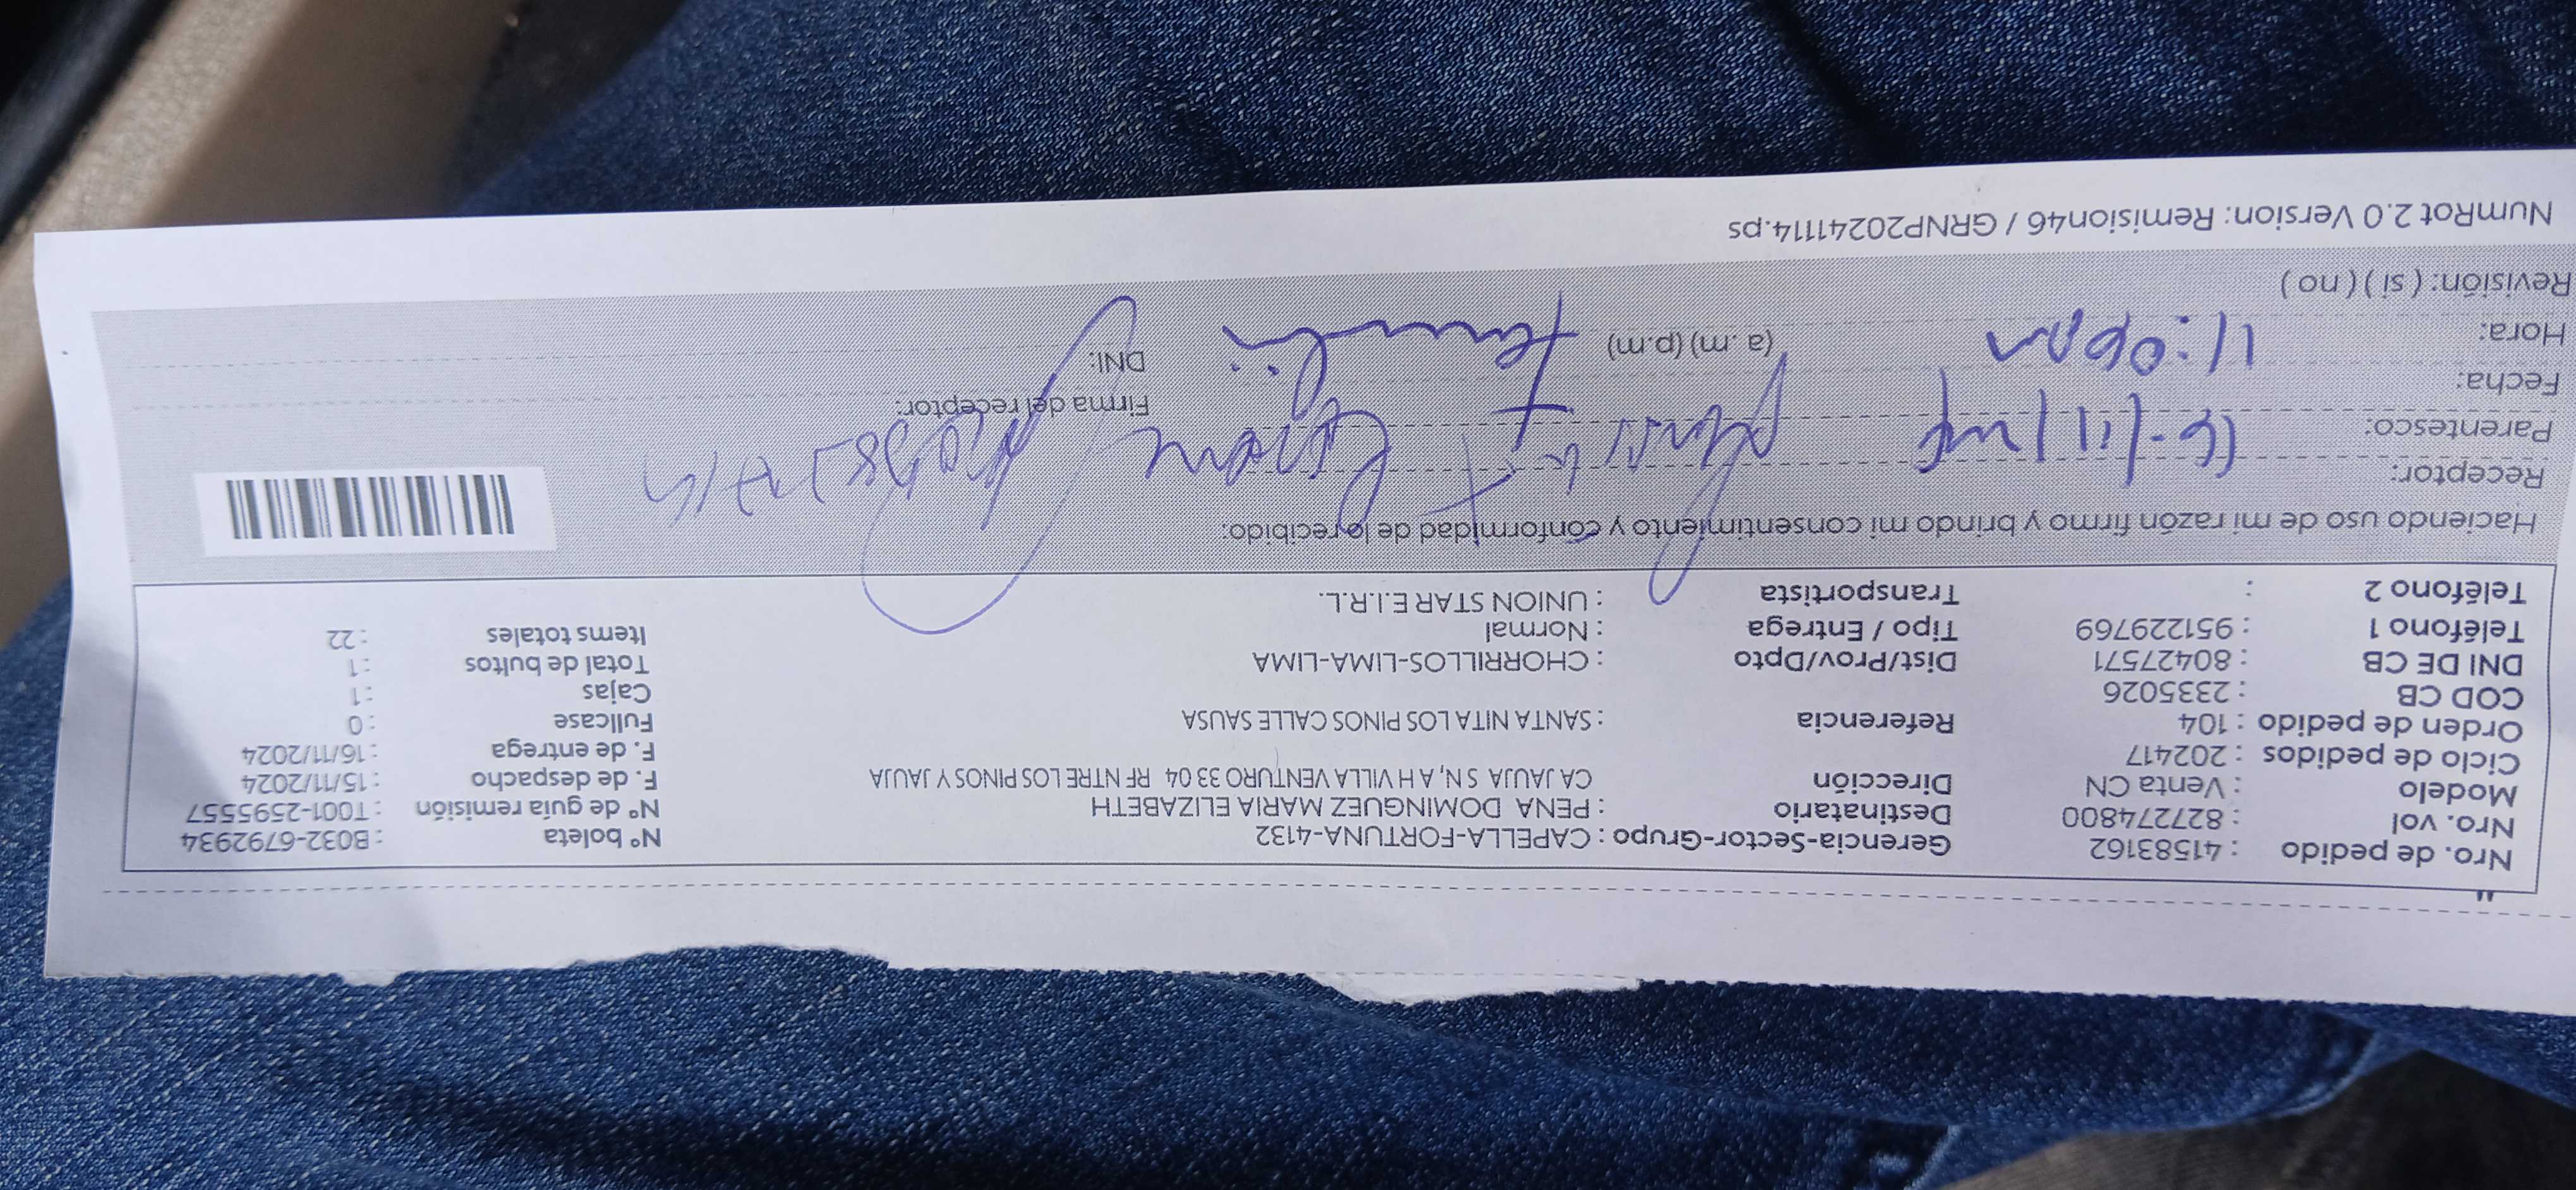 Nro. de pedido : 41583162 Gerencia-Sector-Grupo : CAPELLA-FORTUNA-4132 N° boleta : B032-6792934
Nro. vol : 827274800 Destinatario : PENA DOMINGUEZ MARIA ELIZABETH N° de guía remisión : T001-2595557
Modelo : Venta CN Dirección CA JAUJA S N, A H VILLA VENTURO 33 04 RF NTRE LOS PINOS Y JAUJA F. de despacho : 15/11/2024
Ciclo de pedidos : 202417 F. de entrega : 16/11/2024
Orden de pedido : 104 Referencia : SANTA NITA LOS PINOS CALLE SAUSA Fullcase : 0
COD CB : 2335026 Cajas : 1
DNI DE CB : 80427571 Dist/Prov/Dpto : CHORRILLOS-LIMA-LIMA Total de bultos : 1
Teléfono 1 : 951229769 Tipo / Entrega : Normal Items totales : 22
Teléfono 2 : Transportista : UNION STAR E.I.R.L.
Haciendo uso de mi razón firmo y brindo mi consentimiento y conformidad de lo recibido:
Receptor:
Parentesco:
Fecha: Firma del receptor:
Hora: 11:00pm (a .m) (p.m) DNI:
Revisión: ( si ) ( no )
NumRot 2.0 Version: Remision46 / GRNP20241114.ps